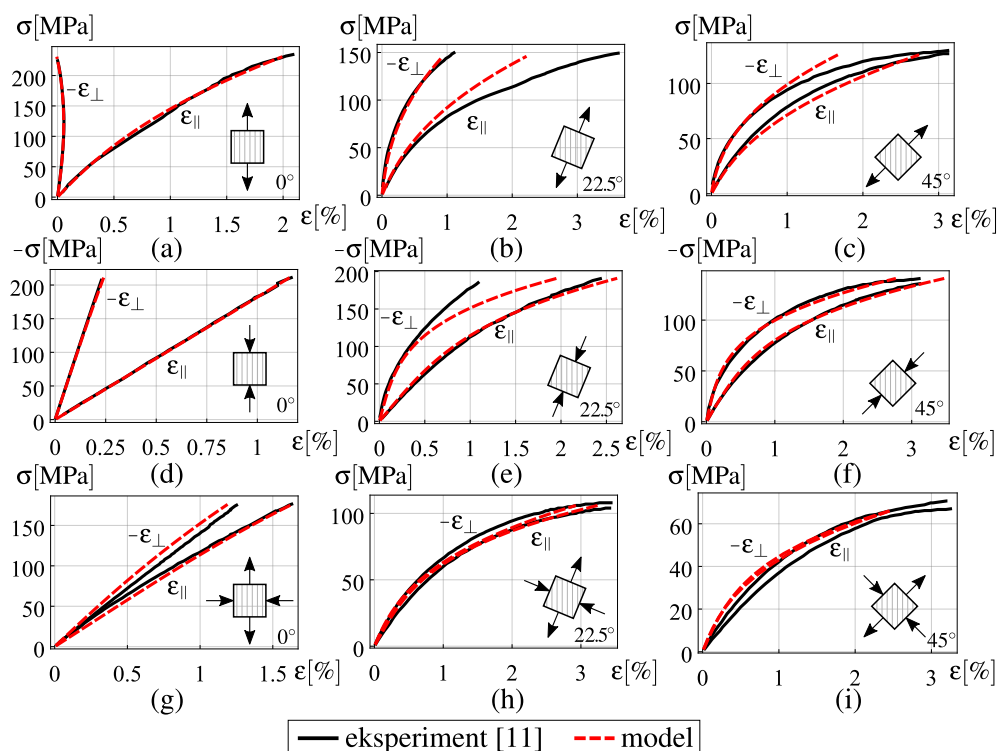 σ[MPa] σ[MPa] σ[MPa]
200 150 100 50 0
-ε⊥ ε∥ 0°
0 0.5 1 1.5 2 ε[%]
(a)
150 100 50 0
-ε⊥ ε∥ 22.5°
0 1 2 3 ε[%]
(b)
100 50 0
-ε⊥ ε∥ 45°
0 1 2 3 ε[%]
(c)
-σ[MPa] -σ[MPa] -σ[MPa]
200 150 100 50 0
-ε⊥ ε∥ 0°
0.25 0.5 0.75 1 ε[%]
(d)
200 150 100 50 0
-ε⊥ ε∥ 22.5°
0 0.5 1 1.5 2 2.5 ε[%]
(e)
100 50 0
-ε⊥ ε∥ 45°
0 1 2 3 ε[%]
(f)
σ[MPa] σ[MPa] σ[MPa]
150 100 50 0
-ε⊥ ε∥ 0°
0 0.5 1 1.5 ε[%]
(g)
100 50 0
-ε⊥ ε∥ 22.5°
0 1 2 3 ε[%]
(h)
60 40 20 0
-ε⊥ ε∥ 45°
0 1 2 3 ε[%]
(i)
eksperiment [11] model